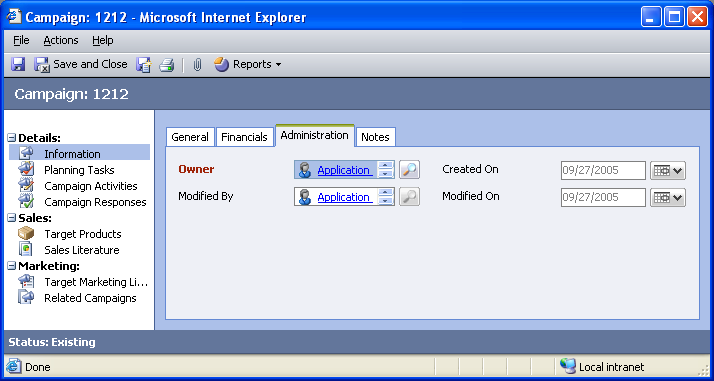 Campaign: 1212 - Microsoft Internet Explorer
File Actions Help
Save and Close Reports
Campaign: 1212
Details:
Information
Planning Tasks
Campaign Activities
Campaign Responses
Sales:
Target Products
Sales Literature
Marketing:
Target Marketing Li...
Related Campaigns
General Financials Administration Notes
Owner Application Created On 09/27/2005
Modified By Application Modified On 09/27/2005
Status: Existing
Done Local intranet